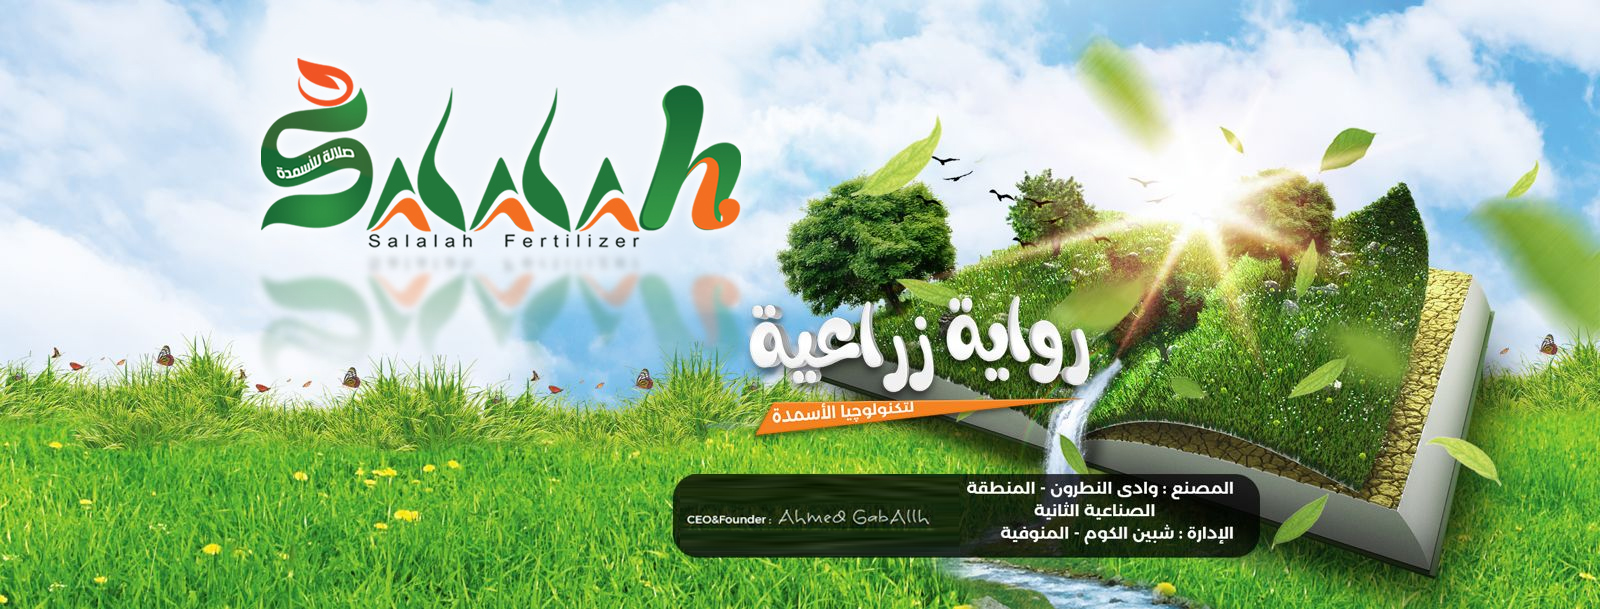 صلالة للأسمدة
Salalah
Salalah Fertilizer
رواية زراعية
لتكنولوچيا الأسمدة
المصنع : وادى النطرون - المنطقة
الصناعية الثانية
الإدارة : شبين الكوم - المنوفية
CEO&Founder : Ahmed GabAllh